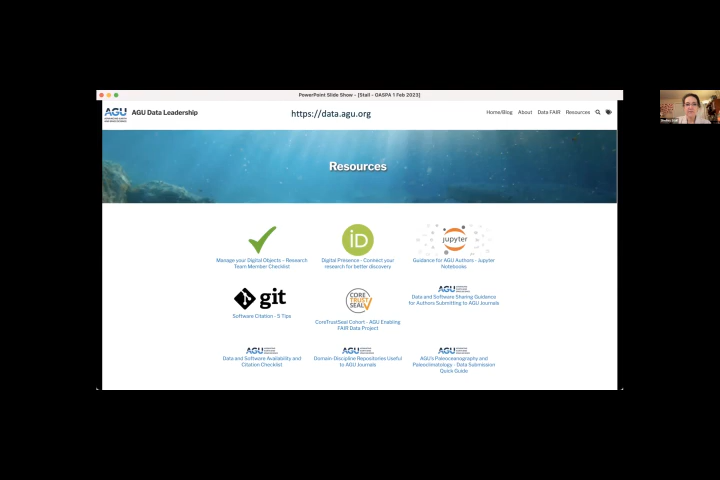 PowerPoint Slide Show - [Stall - OASPA 1 Feb 2023]
AGU AGU Data Leadership
https://data.agu.org
Home/Blog About Data FAIR Resources
Resources
iD
jupyter
Manage your Digital Objects – Research
Team Member Checklist
Digital Presence - Connect your
research for better discovery
Guidance for AGU Authors - Jupyter
Notebooks
git
CORE
TRUST
SEAL
AGU
Software Citation - 5 Tips
CoreTrustSeal Cohort - AGU Enabling
FAIR Data Project
Data and Software Sharing Guidance
for Authors Submitting to AGU Journals
AGU
AGU
AGU
Data and Software Availability and
Citation Checklist
Domain Discipline Repositories Useful
to AGU Journals
AGU's Paleoceanography and
Paleoclimatology - Data Submission
Quick Guide